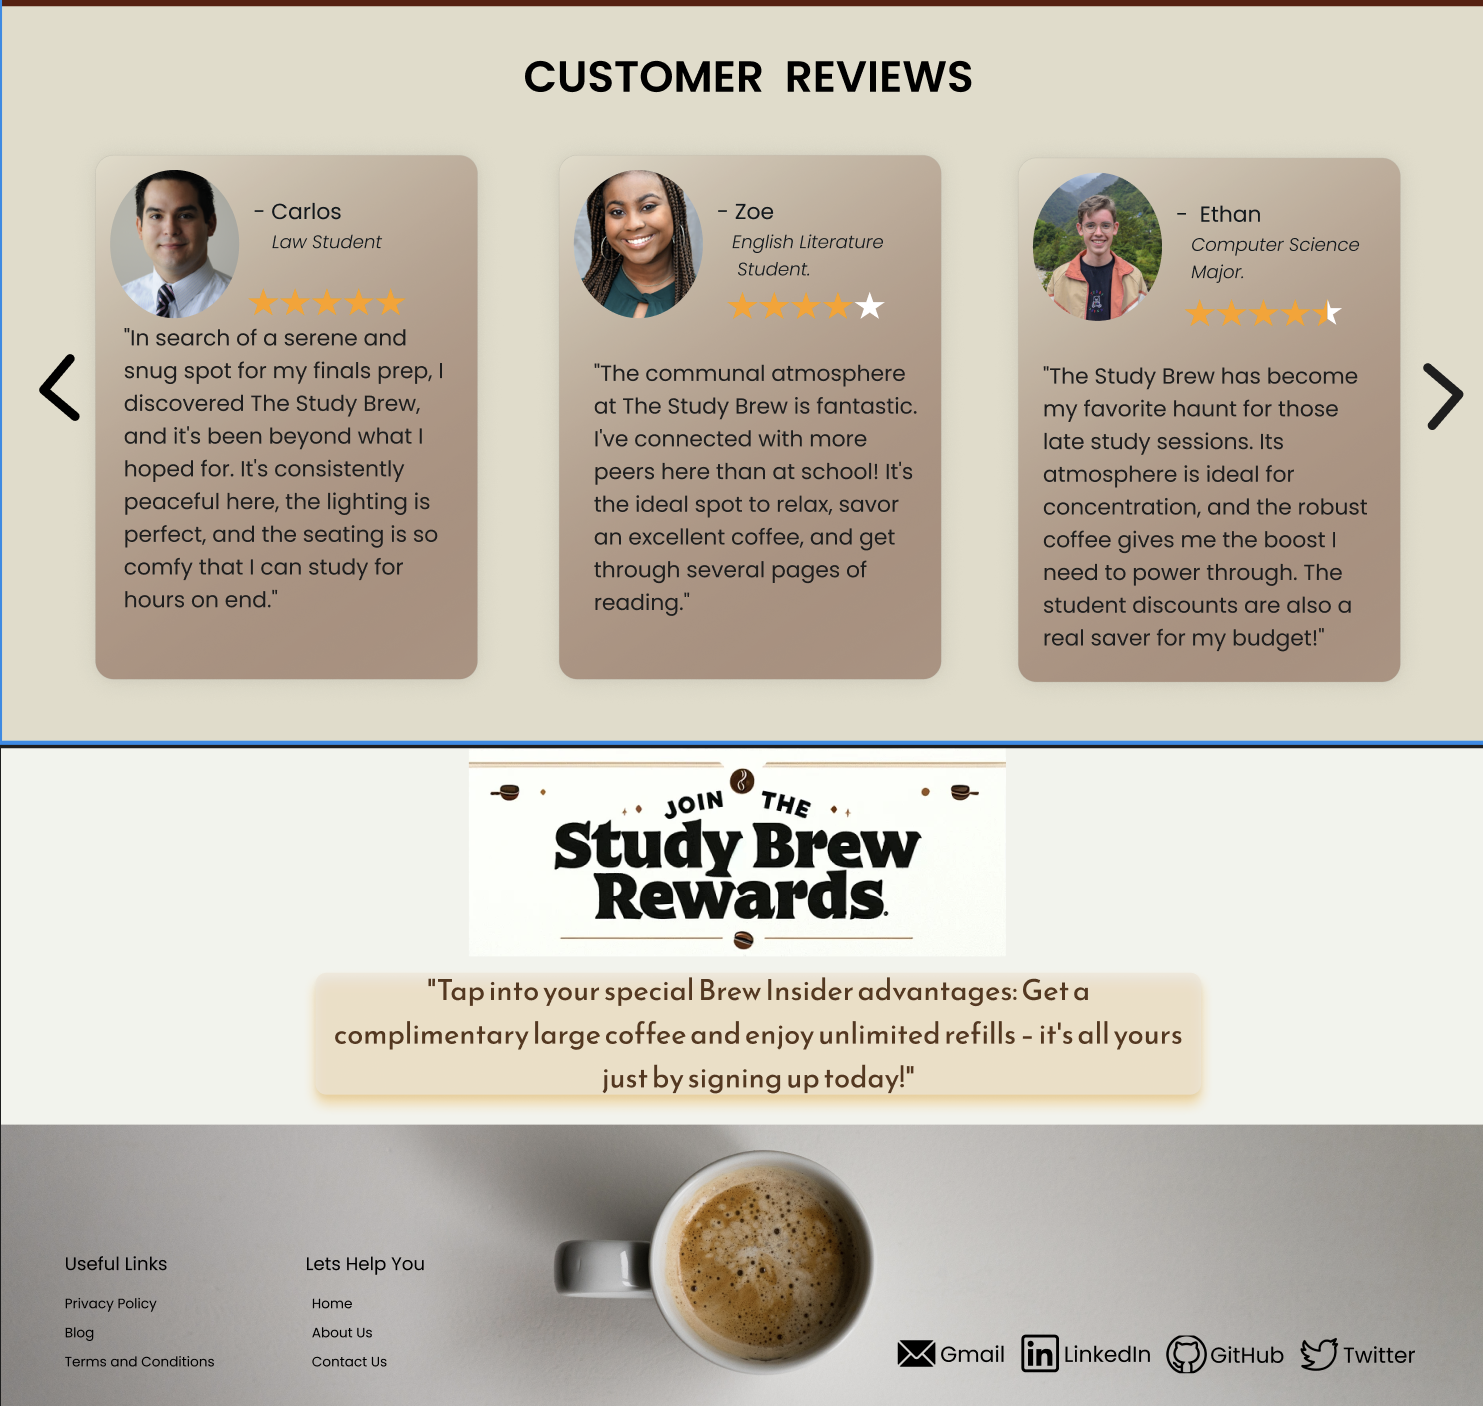 CUSTOMER REVIEWS
- Carlos
Law Student
"In search of a serene and
snug spot for my finals prep, I
discovered The Study Brew,
and it's been beyond what I
hoped for. It's consistently
peaceful here, the lighting is
perfect, and the seating is so
comfy that I can study for
hours on end."
- Zoe
English Literature
Student.
"The communal atmosphere
at The Study Brew is fantastic.
I've connected with more
peers here than at school! It's
the ideal spot to relax, savor
an excellent coffee, and get
through several pages of
reading."
- Ethan
Computer Science
Major.
"The Study Brew has become
my favorite haunt for those
late study sessions. Its
atmosphere is ideal for
concentration, and the robust
coffee gives me the boost I
need to power through. The
student discounts are also a
real saver for my budget!"
JOIN THE
Study Brew
Rewards.
"Tap into your special Brew Insider advantages: Get a
complimentary large coffee and enjoy unlimited refills – it's all yours
just by signing up today!"
Useful Links
Privacy Policy
Blog
Terms and Conditions
Lets Help You
Home
About Us
Contact Us
Gmail
LinkedIn
GitHub
Twitter